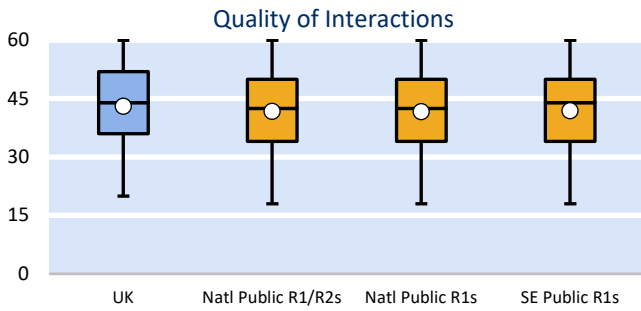 Quality of Interactions
60
45
30
15
0
UK
Natl Public R1/R2s
Natl Public R1s
SE Public R1s